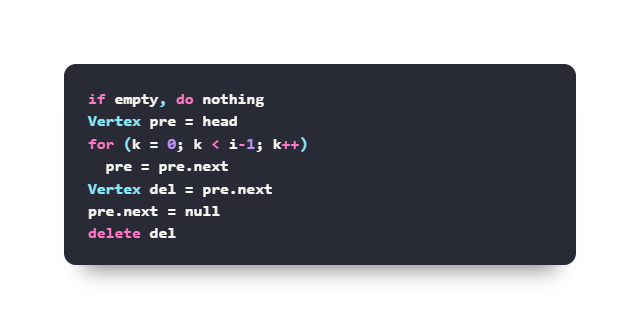 if empty, do nothing
Vertex pre = head
for (k = 0; k < i-1; k++)
  pre = pre.next
Vertex del = pre.next
pre.next = null
delete del